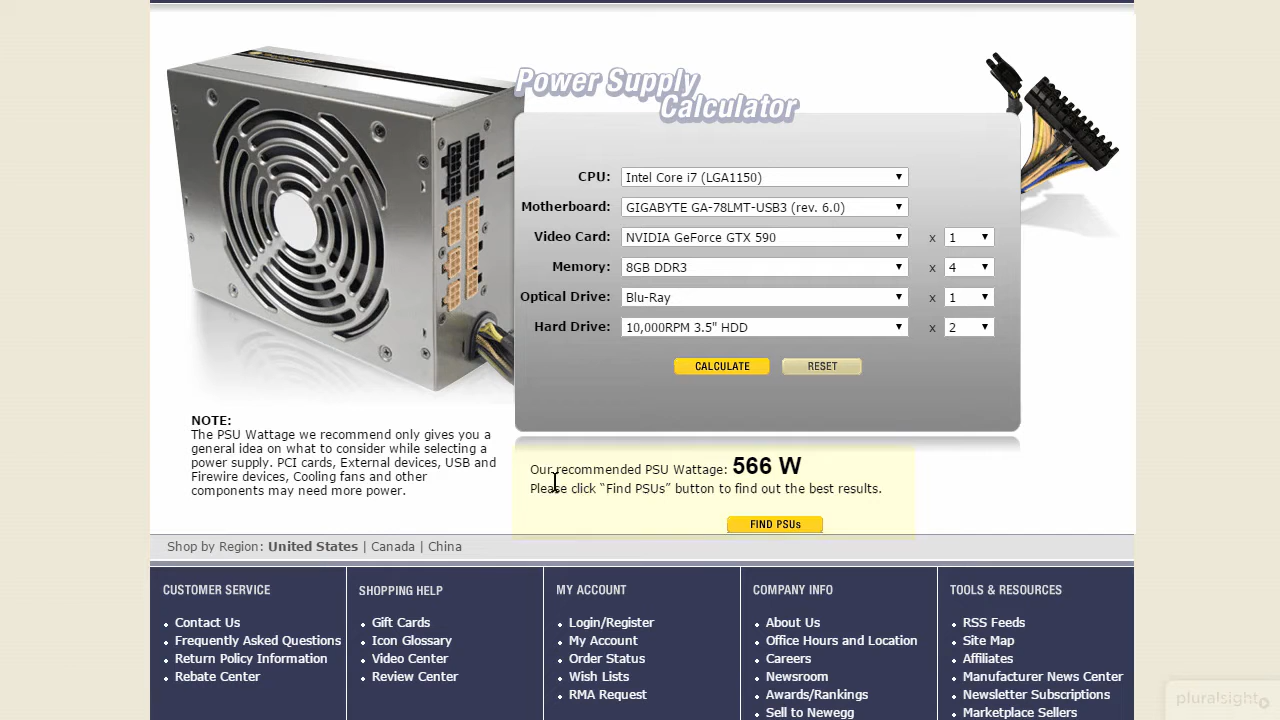 Power Supply
Calculator
CPU: Intel Core i7 (LGA1150)
Motherboard: GIGABYTE GA-78LMT-USB3 (rev. 6.0)
Video Card: NVIDIA GeForce GTX 590 x 1
Memory: 8GB DDR3 x 4
Optical Drive: Blu-Ray x 1
Hard Drive: 10,000RPM 3.5" HDD x 2
CALCULATE RESET
NOTE:
The PSU Wattage we recommend only gives you a
general idea on what to consider while selecting a
power supply. PCI cards, External devices, USB and
Firewire devices, Cooling fans and other
components may need more power.
Our recommended PSU Wattage: 566 W
Please click “Find PSUs” button to find out the best results.
FIND PSUs
Shop by Region: United States | Canada | China
CUSTOMER SERVICE
Contact Us
Frequently Asked Questions
Return Policy Information
Rebate Center
SHOPPING HELP
Gift Cards
Icon Glossary
Video Center
Review Center
MY ACCOUNT
Login/Register
My Account
Order Status
Wish Lists
RMA Request
COMPANY INFO
About Us
Office Hours and Location
Careers
Newsroom
Awards/Rankings
Sell to Newegg
TOOLS & RESOURCES
RSS Feeds
Site Map
Affiliates
Manufacturer News Center
Newsletter Subscriptions
Marketplace Sellers
pluralsight